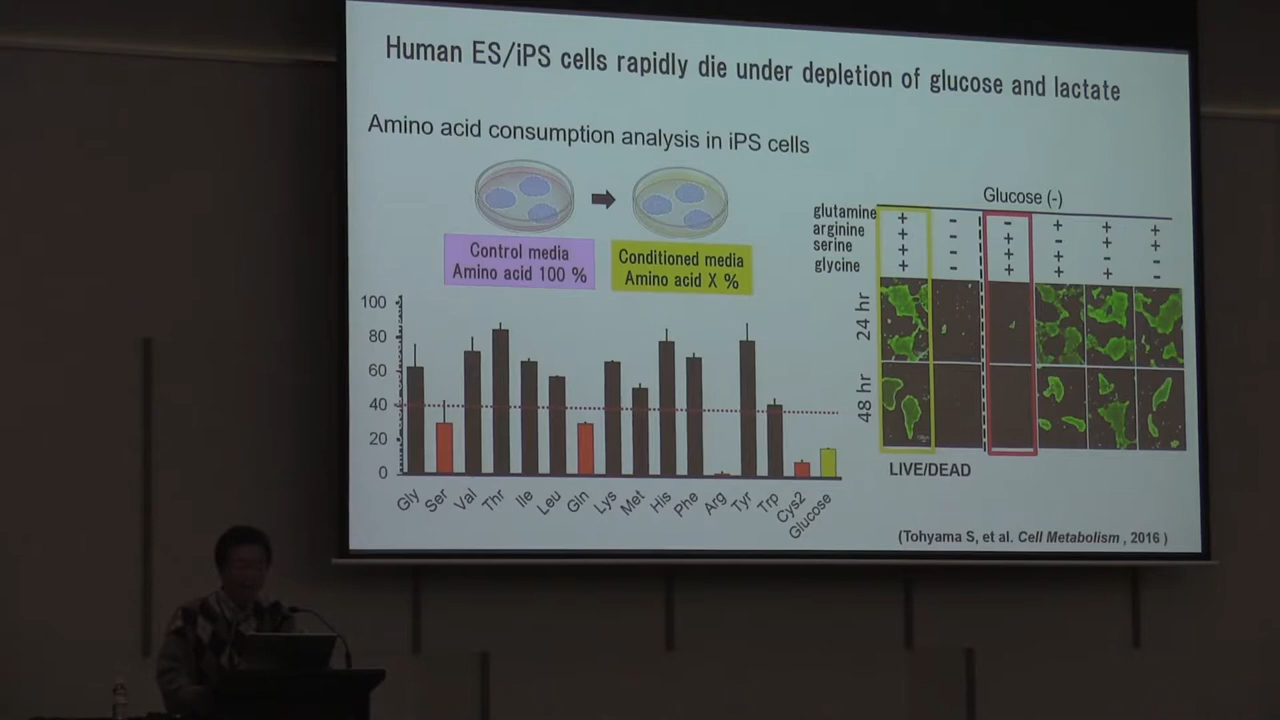 Human ES/iPS cells rapidly die under depletion of glucose and lactate
Amino acid consumption analysis in iPS cells
Control media
Amino acid 100 %
Conditioned media
Amino acid X %
Glucose (-)
glutamine + - - + + +
arginine + - + - + +
serine + - + + - +
glycine + - + + + -
24 hr
48 hr
LIVE/DEAD
100
80
60
40
20
0
Gly Ser Val Thr Ile Leu Gln Lys Met His Phe Arg Tyr Trp Cys2 Glucose
(Tohyama S, et al. Cell Metabolism , 2016 )